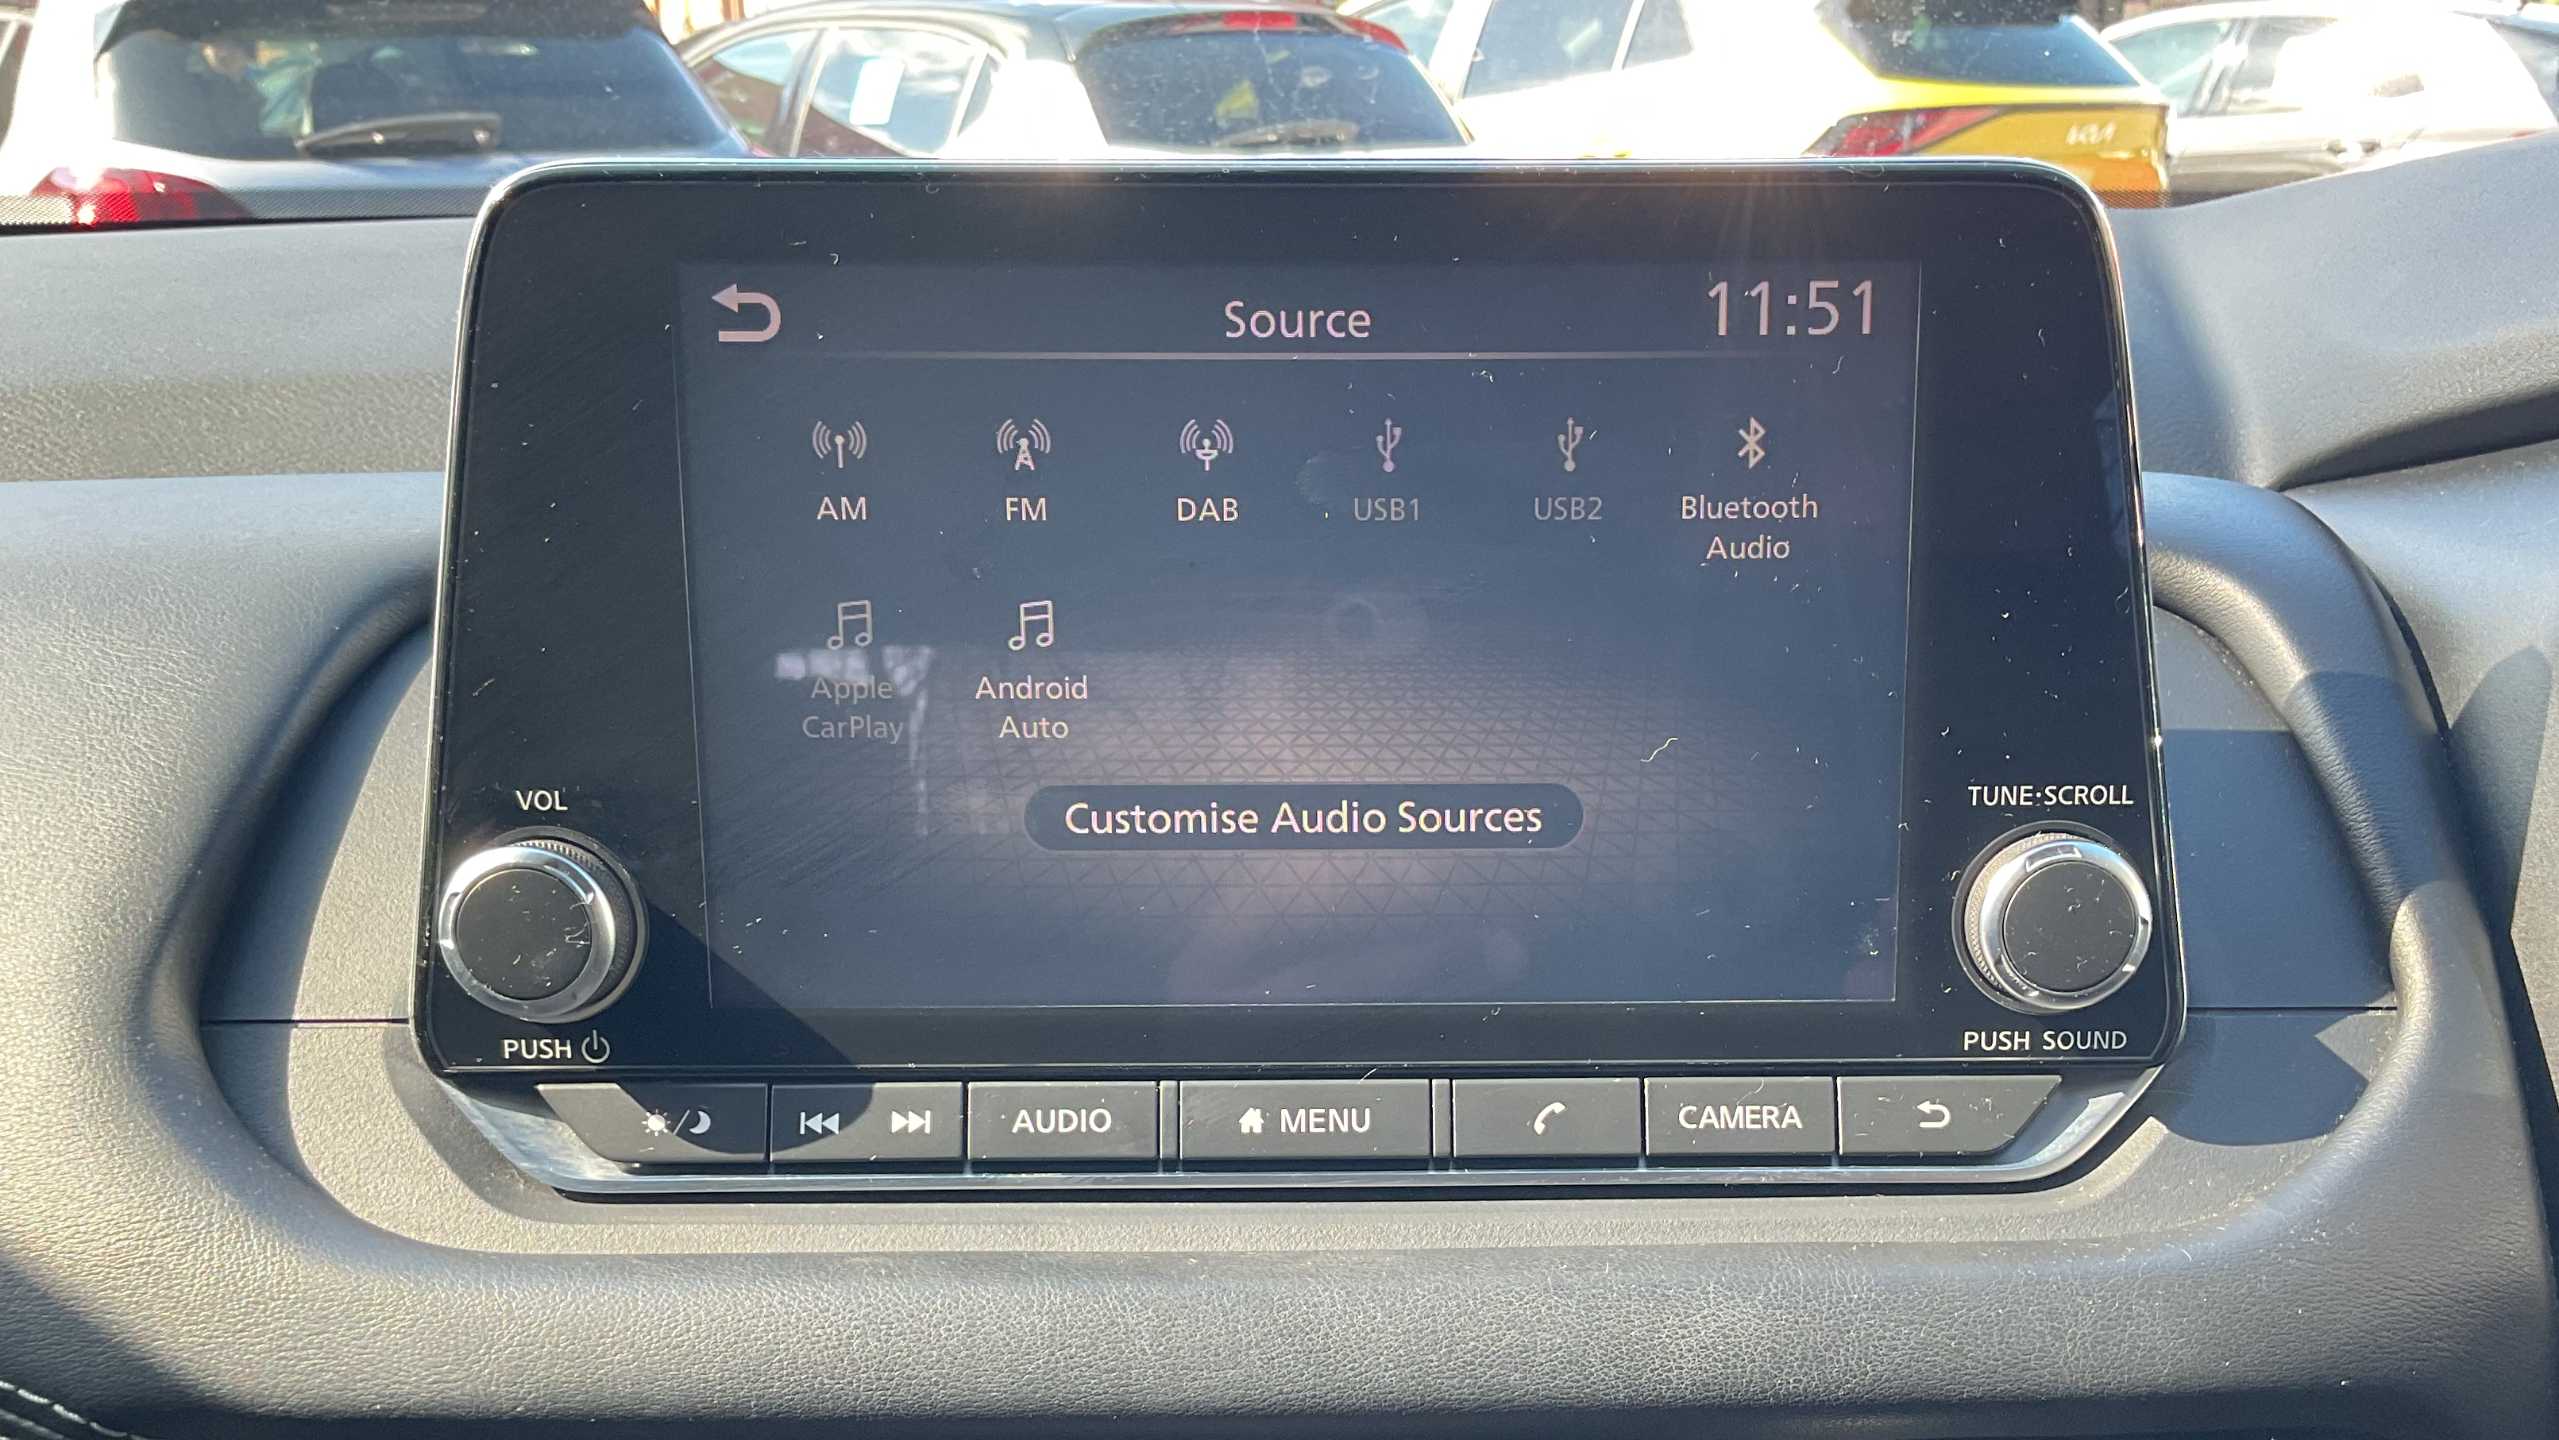 KIA
Source
11:51
AM
FM
DAB
USB1
USB2
Bluetooth
Audio
Apple
CarPlay
Android
Auto
Customise Audio Sources
VOL
PUSH
TUNE·SCROLL
PUSH SOUND
AUDIO
MENU
CAMERA